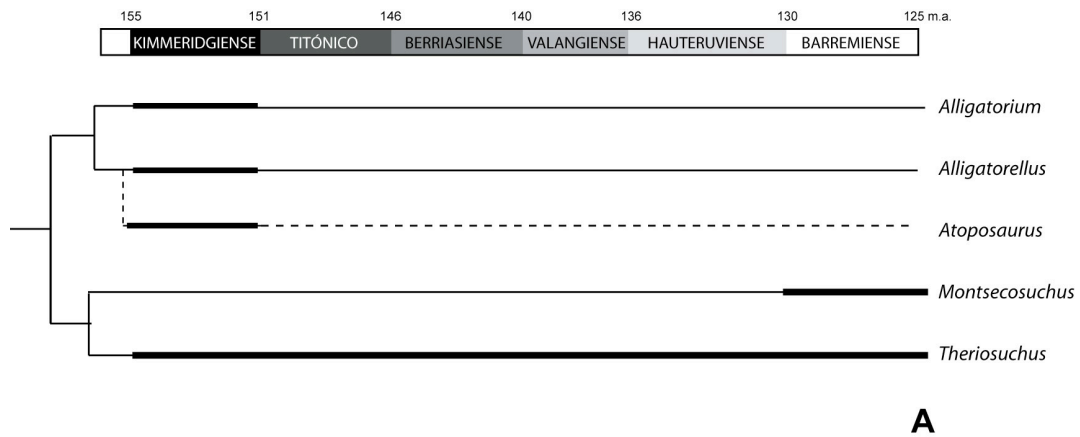 155 151 146 140 136 130 125 m.a.
KIMMERIDGIENSE TITÓNICO BERRIASIENSE VALANGIENSE HAUTERUVIENSE BARREMIENSE
Alligatorium
Alligatorellus
Atoposaurus
Montsecosuchus
Theriosuchus
A